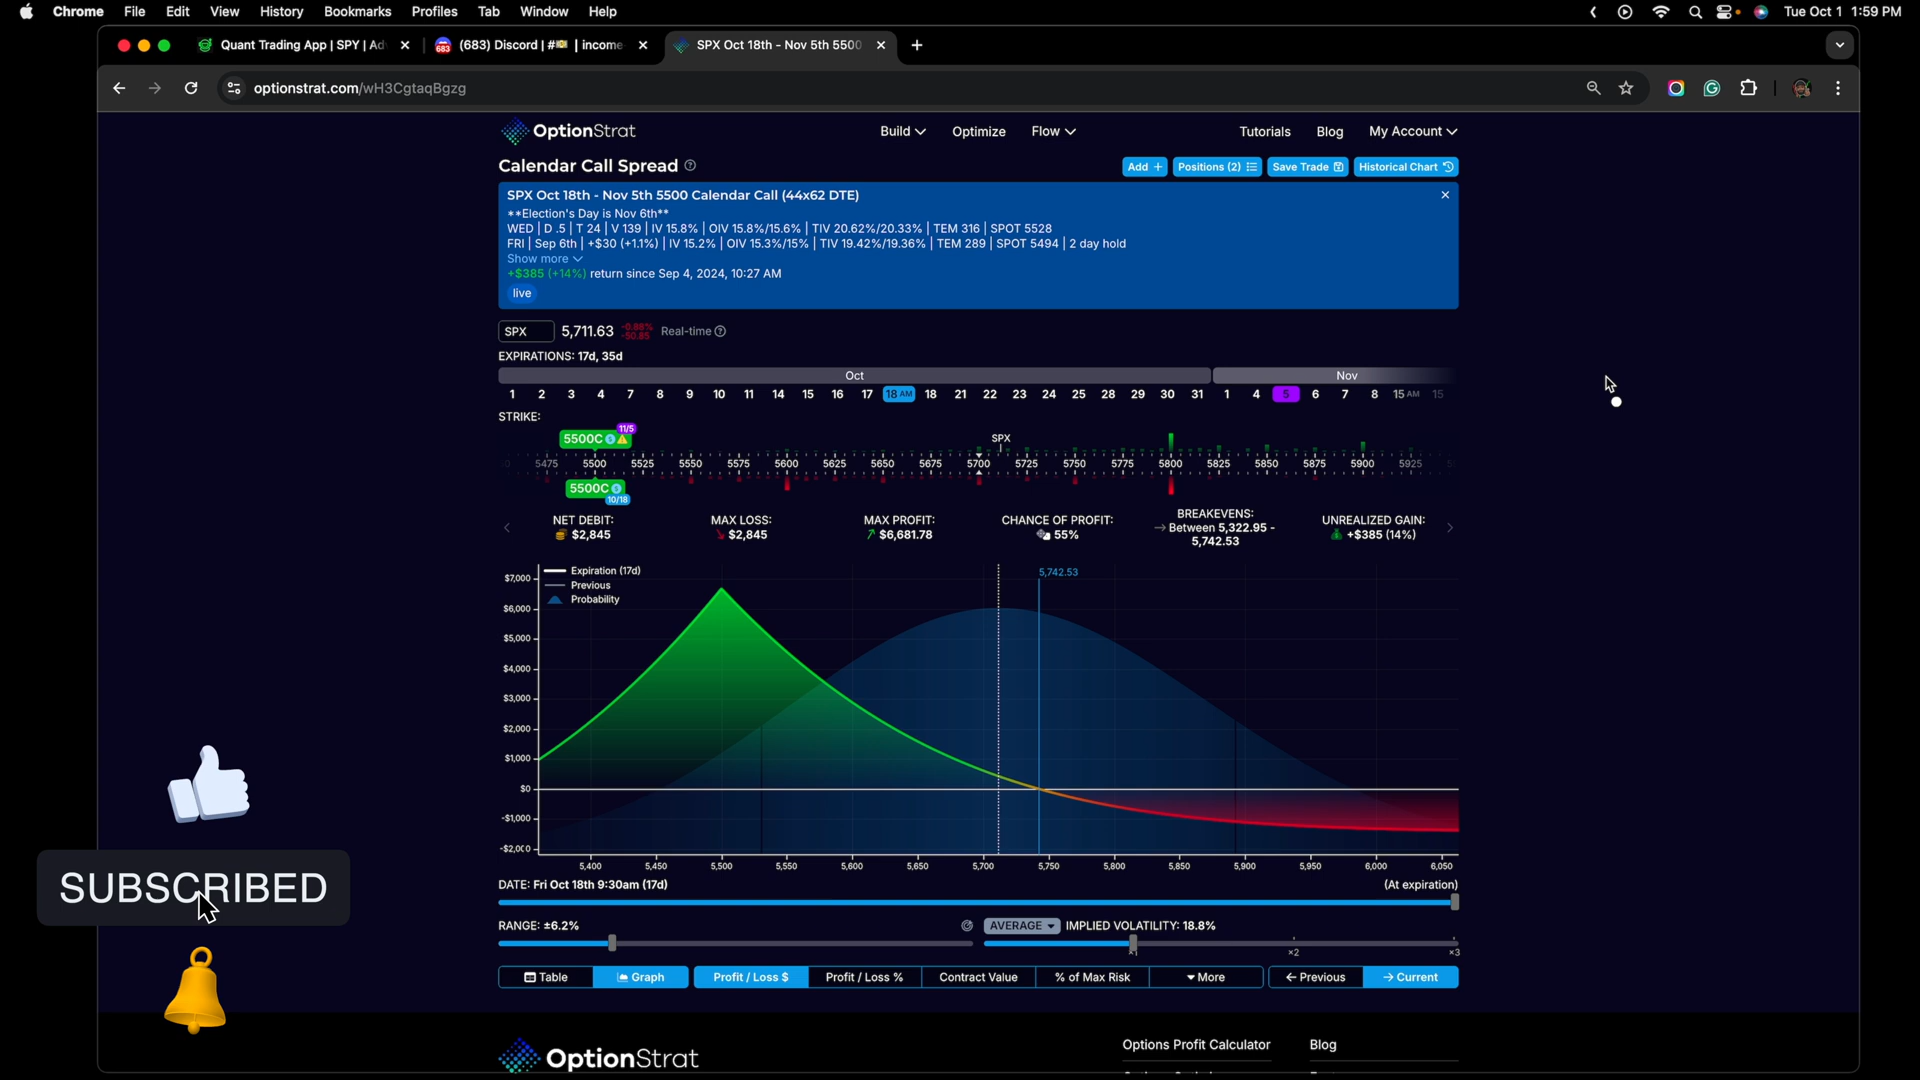 Chrome File Edit View History Bookmarks Profiles Tab Window Help Tue Oct 1 1:59 PM
Quant Trading App | SPY | Ad (683) Discord | # | income SPX Oct 18th - Nov 5th 5500
optionstrat.com/wH3CgtaqBgzg
OptionStrat Build Optimize Flow Tutorials Blog My Account
Calendar Call Spread Add + Positions (2) Save Trade Historical Chart
SPX Oct 18th - Nov 5th 5500 Calendar Call (44x62 DTE)
**Election's Day is Nov 6th**
WED | D .5 | T 24 | V 139 | IV 15.8% | OIV 15.8%/15.6% | TIV 20.62%/20.33% | TEM 316 | SPOT 5528
FRI | Sep 6th | +$30 (+1.1%) | IV 15.2% | OIV 15.3%/15% | TIV 19.42%/19.36% | TEM 289 | SPOT 5494 | 2 day hold
Show more
+$385 (+14%) return since Sep 4, 2024, 10:27 AM
live
SPX 5,711.63 -0.88% -50.85 Real-time
EXPIRATIONS: 17d, 35d
Oct Nov
1 2 3 4 7 8 9 10 11 14 15 16 17 18 AM 18 21 22 23 24 25 28 29 30 31 1 4 5 6 7 8 15 AM 15
STRIKE:
11/5
5500C SPX
5475 5500 5525 5550 5575 5600 5625 5650 5675 5700 5725 5750 5775 5800 5825 5850 5875 5900 5925
5500C
10/18
NET DEBIT: MAX LOSS: MAX PROFIT: CHANCE OF PROFIT: BREAKEVENS: UNREALIZED GAIN:
$2,845 $2,845 $6,681.78 55% Between 5,322.95 - 5,742.53 +$385 (14%)
Expiration (17d)
Previous
Probability
5,742.53
$7,000
$6,000
$5,000
$4,000
$3,000
$2,000
$1,000
$0
-$1,000
-$2,000
5,400 5,450 5,500 5,550 5,600 5,650 5,700 5,750 5,800 5,850 5,900 5,950 6,000 6,050
DATE: Fri Oct 18th 9:30am (17d) (At expiration)
RANGE: ±6.2% AVERAGE IMPLIED VOLATILITY: 18.8%
×1 ×2 ×3
Table Graph Profit / Loss $ Profit / Loss % Contract Value % of Max Risk More Previous Current
SUBSCRIBED
OptionStrat Options Profit Calculator Blog